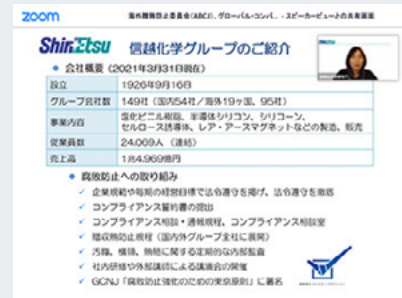 zoom
海外贈賄防止委員会(ABCJ)、グローバル・コンパ... - スピーカービューとの共有画面
ShinEtsu 信越化学グループのご紹介
会社概要（2021年3月31日現在）
設立 1926年9月16日
グループ会社数 149社（国内54社／海外19ヶ国、95社）
事業内容 塩化ビニル樹脂、半導体シリコン、シリコーン、
セルロース誘導体、レア・アースマグネットなどの製造、販売
従業員数 24,069人（連結）
売上高 1兆4,969億円
腐敗防止への取り組み
✓ 企業規範や毎期の経営目標で法令遵守を掲げ、法令遵守を徹底
✓ コンプライアンス誓約書の提出
✓ コンプライアンス相談・通報規程、コンプライアンス相談室
✓ 贈収賄防止規程（国内外グループ全社に展開）
✓ 汚職、横領、賄賂に関する定期的な内部監査
✓ 社内研修や外部講師による講演会の開催
✓ GCNJ「腐敗防止強化のための東京原則」に署名